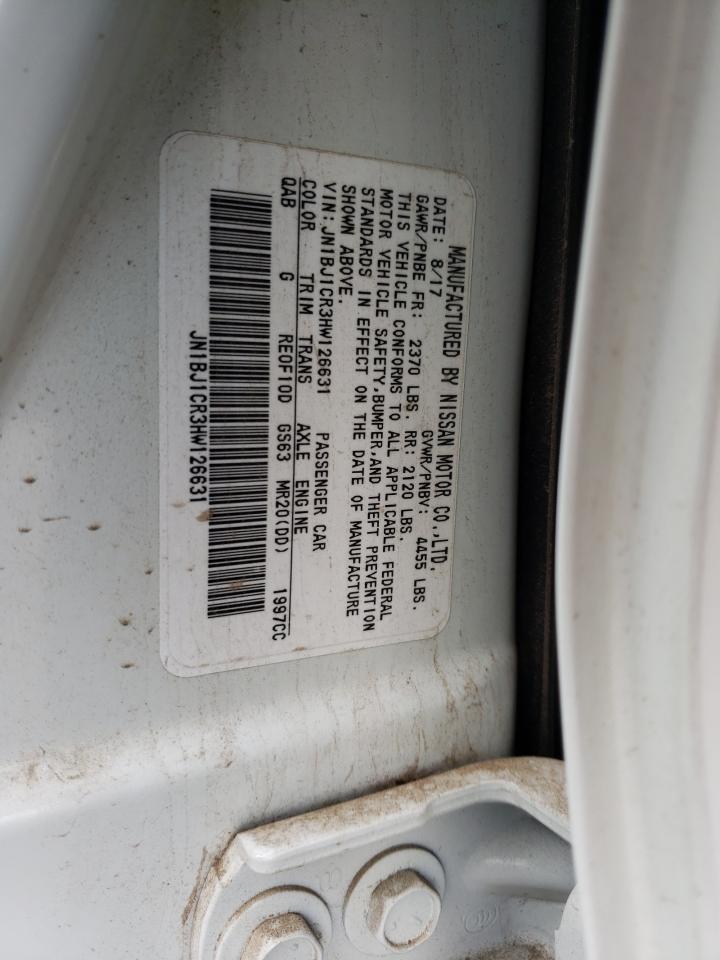 MANUFACTURED BY NISSAN MOTOR CO.,LTD.
DATE: 8/17 GVWR/PNBV: 4455 LBS.
GAWR/PNBE FR: 2370 LBS. RR: 2120 LBS.
THIS VEHICLE CONFORMS TO ALL APPLICABLE FEDERAL
MOTOR VEHICLE SAFETY,BUMPER,AND THEFT PREVENTION
STANDARDS IN EFFECT ON THE DATE OF MANUFACTURE
SHOWN ABOVE.
VIN:JN1BJ1CR3HW126631 PASSENGER CAR
COLOR TRIM TRANS AXLE ENGINE
QAB G RE0F10D GS63 MR20(DD) 1997CC
JN1BJ1CR3HW126631